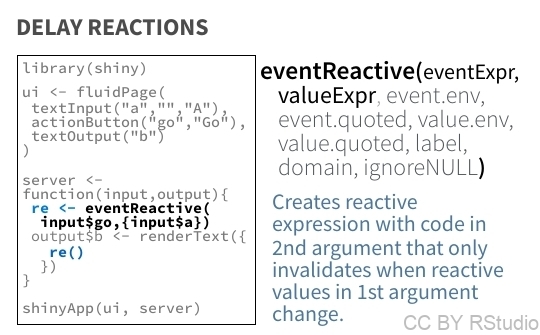 DELAY REACTIONS
library(shiny)
ui <- fluidPage(
textInput("a","","A"),
actionButton("go","Go"),
textOutput("b")
)
server <-
function(input,output){
re <- eventReactive(
input$go,{input$a})
output$b <- renderText({
re()
})
}
shinyApp(ui, server)
eventReactive(eventExpr,
valueExpr, event.env,
event.quoted, value.env,
value.quoted, label,
domain, ignoreNULL)
Creates reactive
expression with code in
2nd argument that only
invalidates when reactive
values in 1st argument
change.
CC BY RStudio